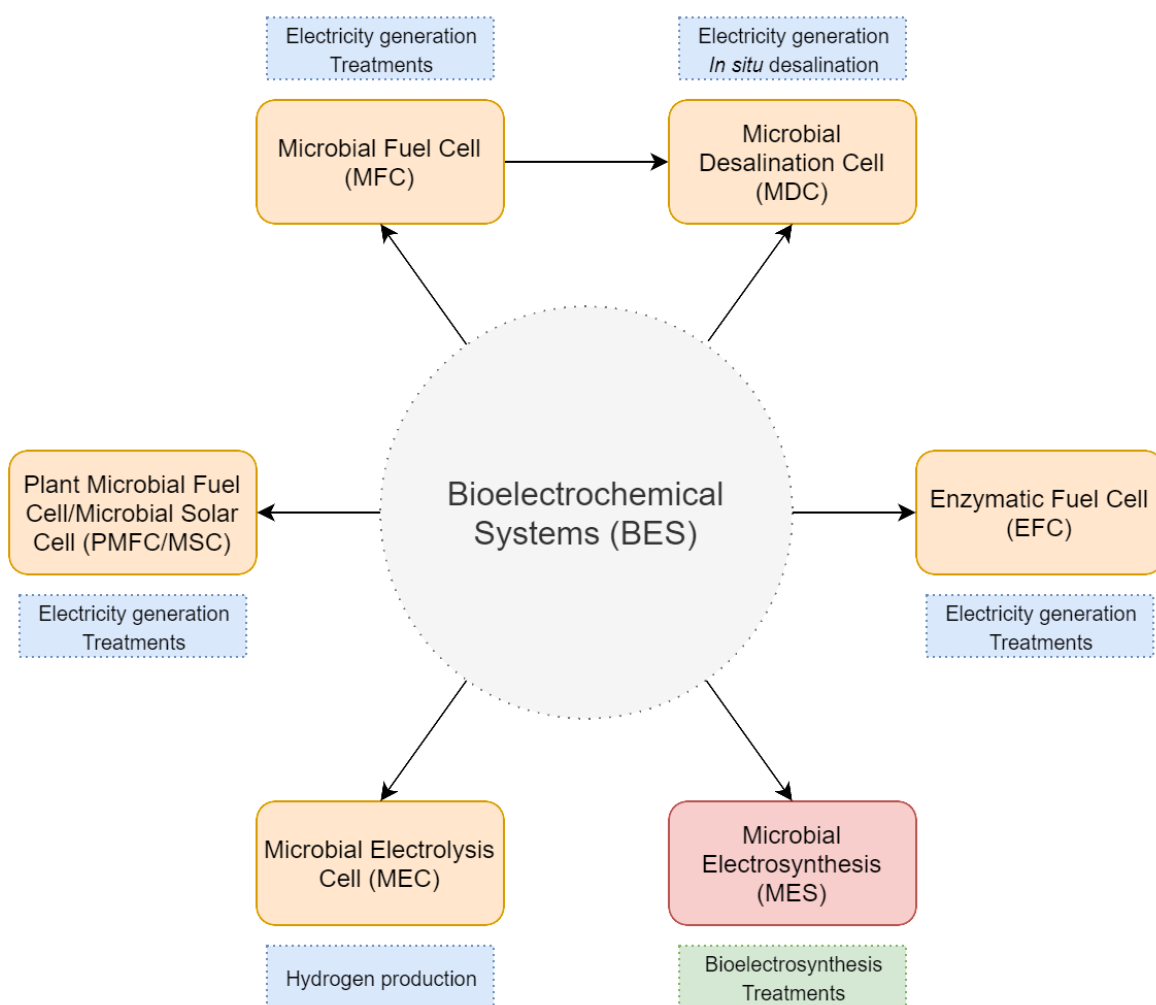 Electricity generation
Treatments
Electricity generation
In situ desalination
Microbial Fuel Cell
(MFC)
Microbial
Desalination Cell
(MDC)
Plant Microbial Fuel
Cell/Microbial Solar
Cell (PMFC/MSC)
Electricity generation
Treatments
Bioelectrochemical
Systems (BES)
Enzymatic Fuel Cell
(EFC)
Electricity generation
Treatments
Microbial Electrolysis
Cell (MEC)
Hydrogen production
Microbial
Electrosynthesis
(MES)
Bioelectrosynthesis
Treatments